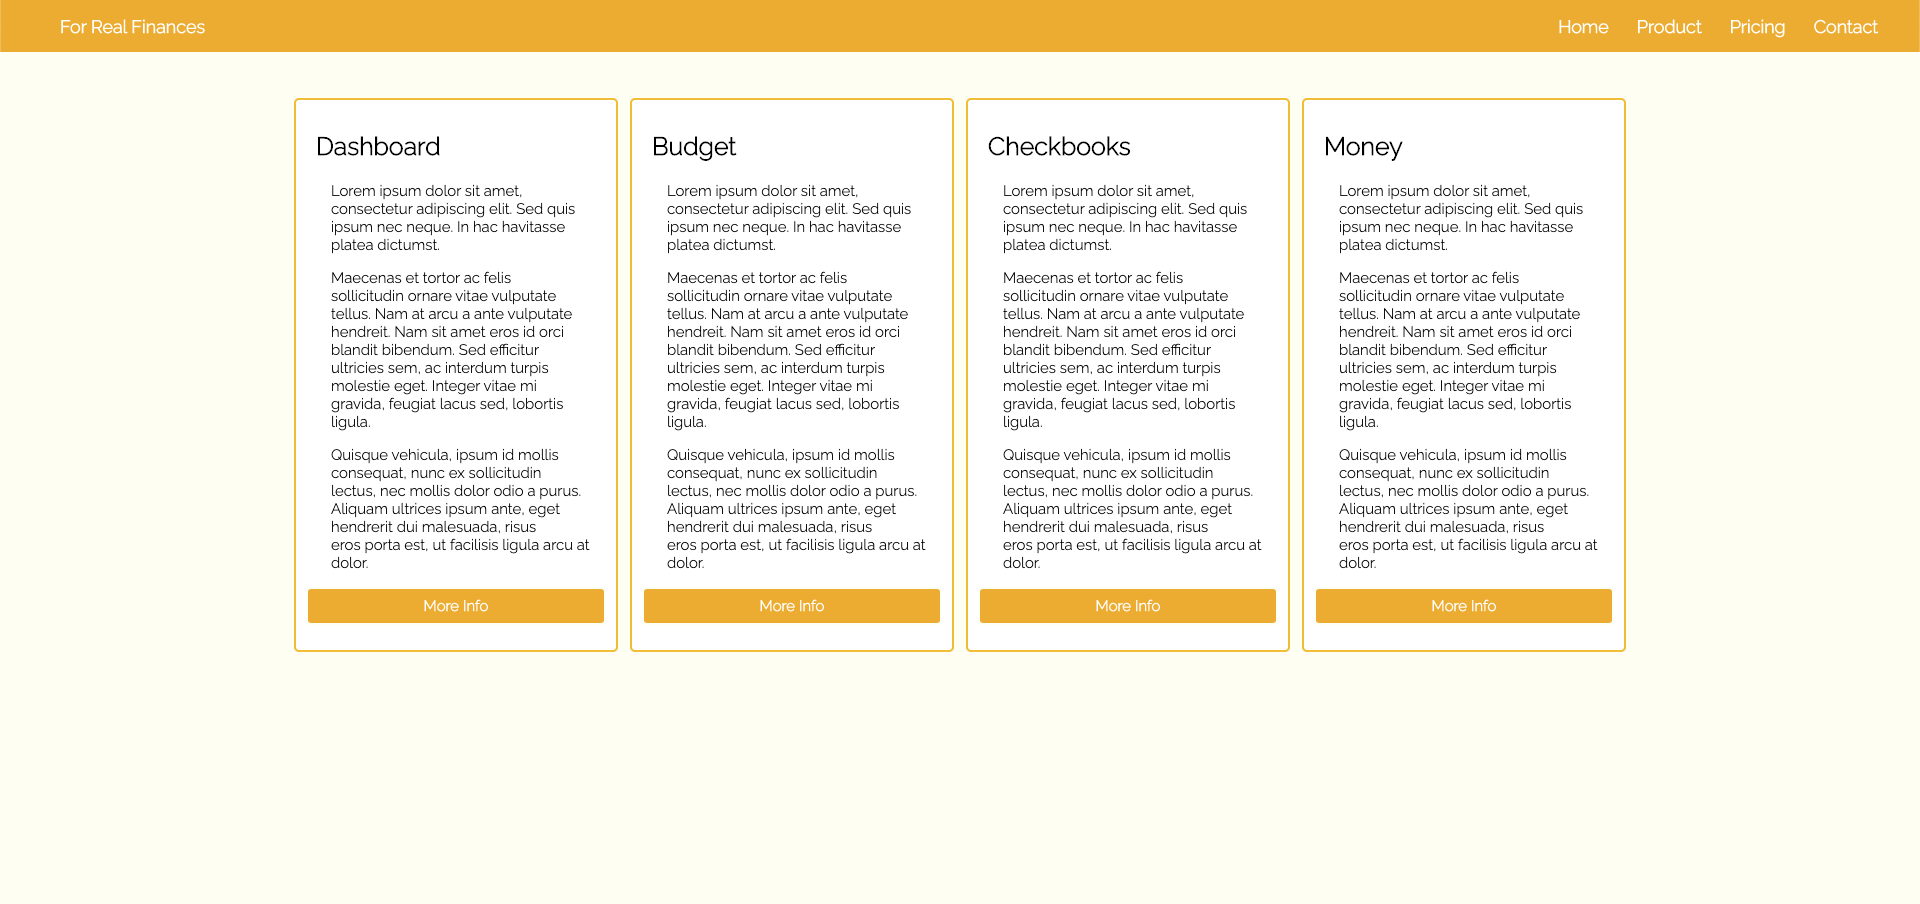 For Real Finances
Home Product Pricing Contact
Dashboard
Lorem ipsum dolor sit amet,
consectetur adipiscing elit. Sed quis
ipsum nec neque. In hac havitasse
platea dictumst.
Maecenas et tortor ac felis
sollicitudin ornare vitae vulputate
tellus. Nam at arcu a ante vulputate
hendreit. Nam sit amet eros id orci
blandit bibendum. Sed efficitur
ultricies sem, ac interdum turpis
molestie eget. Integer vitae mi
gravida, feugiat lacus sed, lobortis
ligula.
Quisque vehicula, ipsum id mollis
consequat, nunc ex sollicitudin
lectus, nec mollis dolor odio a purus.
Aliquam ultrices ipsum ante, eget
hendrerit dui malesuada, risus
eros porta est, ut facilisis ligula arcu at
dolor.
More Info
Budget
Lorem ipsum dolor sit amet,
consectetur adipiscing elit. Sed quis
ipsum nec neque. In hac havitasse
platea dictumst.
Maecenas et tortor ac felis
sollicitudin ornare vitae vulputate
tellus. Nam at arcu a ante vulputate
hendreit. Nam sit amet eros id orci
blandit bibendum. Sed efficitur
ultricies sem, ac interdum turpis
molestie eget. Integer vitae mi
gravida, feugiat lacus sed, lobortis
ligula.
Quisque vehicula, ipsum id mollis
consequat, nunc ex sollicitudin
lectus, nec mollis dolor odio a purus.
Aliquam ultrices ipsum ante, eget
hendrerit dui malesuada, risus
eros porta est, ut facilisis ligula arcu at
dolor.
More Info
Checkbooks
Lorem ipsum dolor sit amet,
consectetur adipiscing elit. Sed quis
ipsum nec neque. In hac havitasse
platea dictumst.
Maecenas et tortor ac felis
sollicitudin ornare vitae vulputate
tellus. Nam at arcu a ante vulputate
hendreit. Nam sit amet eros id orci
blandit bibendum. Sed efficitur
ultricies sem, ac interdum turpis
molestie eget. Integer vitae mi
gravida, feugiat lacus sed, lobortis
ligula.
Quisque vehicula, ipsum id mollis
consequat, nunc ex sollicitudin
lectus, nec mollis dolor odio a purus.
Aliquam ultrices ipsum ante, eget
hendrerit dui malesuada, risus
eros porta est, ut facilisis ligula arcu at
dolor.
More Info
Money
Lorem ipsum dolor sit amet,
consectetur adipiscing elit. Sed quis
ipsum nec neque. In hac havitasse
platea dictumst.
Maecenas et tortor ac felis
sollicitudin ornare vitae vulputate
tellus. Nam at arcu a ante vulputate
hendreit. Nam sit amet eros id orci
blandit bibendum. Sed efficitur
ultricies sem, ac interdum turpis
molestie eget. Integer vitae mi
gravida, feugiat lacus sed, lobortis
ligula.
Quisque vehicula, ipsum id mollis
consequat, nunc ex sollicitudin
lectus, nec mollis dolor odio a purus.
Aliquam ultrices ipsum ante, eget
hendrerit dui malesuada, risus
eros porta est, ut facilisis ligula arcu at
dolor.
More Info